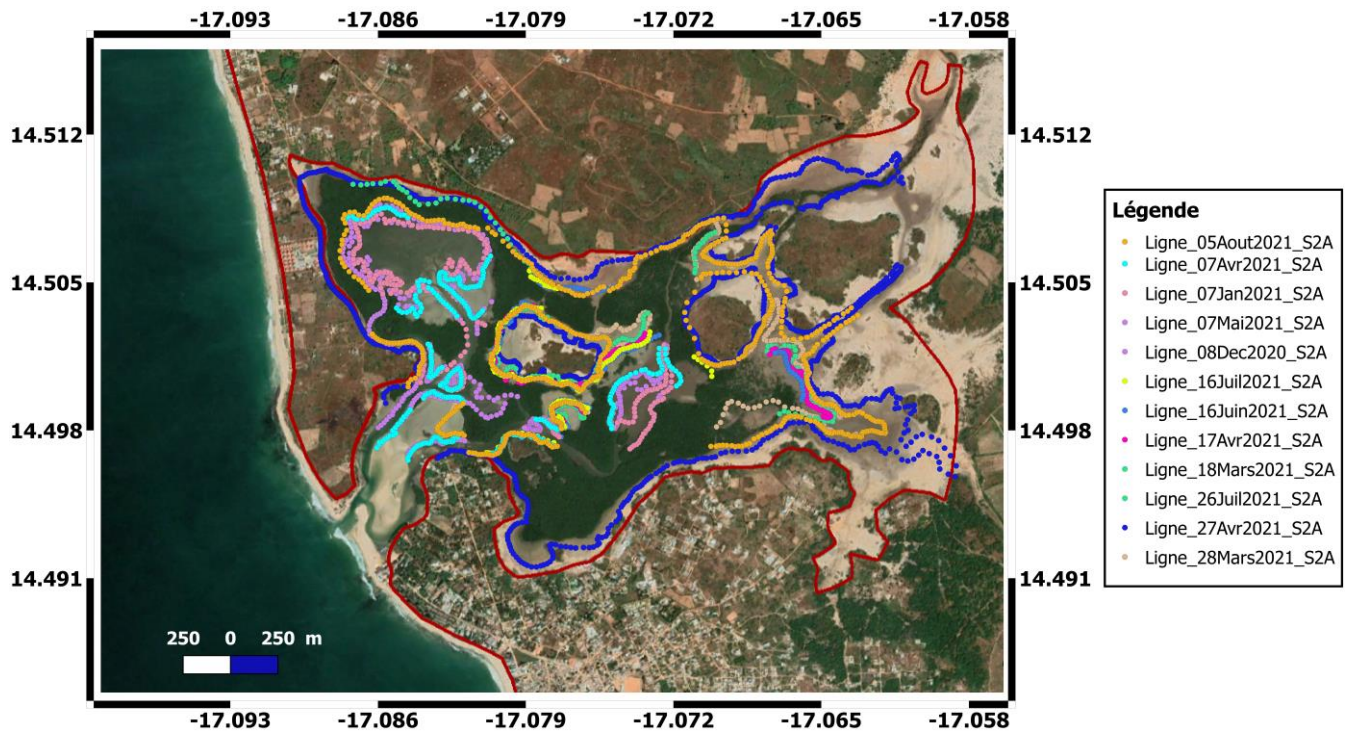 -17.093 -17.086 -17.079 -17.072 -17.065 -17.058
14.512 14.512
14.505 14.505
14.498 14.498
14.491 14.491
250 0 250 m
-17.093 -17.086 -17.079 -17.072 -17.065 -17.058
Légende
Ligne_05Aout2021_S2A
Ligne_07Avr2021_S2A
Ligne_07Jan2021_S2A
Ligne_07Mai2021_S2A
Ligne_08Dec2020_S2A
Ligne_16Juil2021_S2A
Ligne_16Juin2021_S2A
Ligne_17Avr2021_S2A
Ligne_18Mars2021_S2A
Ligne_26Juil2021_S2A
Ligne_27Avr2021_S2A
Ligne_28Mars2021_S2A